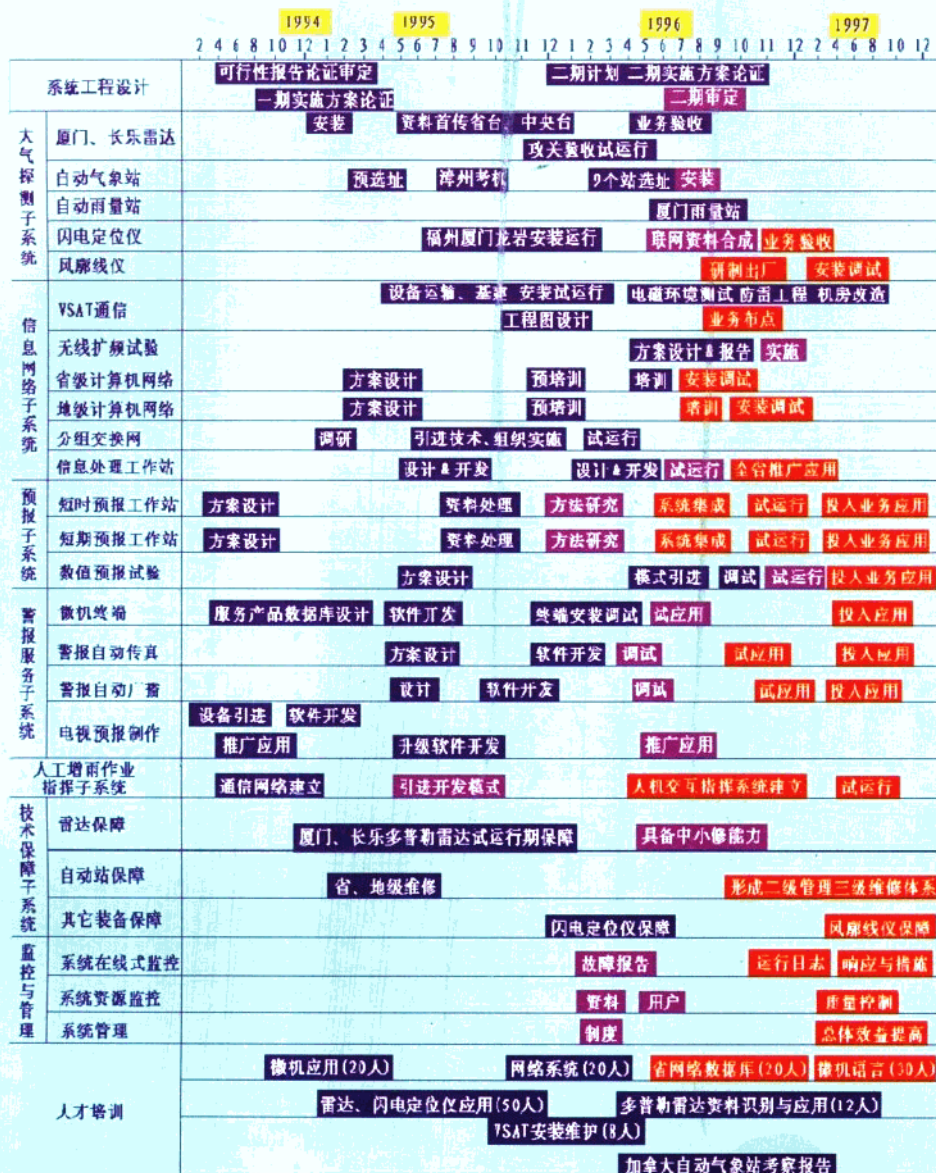 1994 1995 1996 1997
2 4 6 8 10 12 1 2 3 5 6 8 9 10 11 12 1 2 3 4 5 6 8 9 10 11 12 2 4 6 8 10 12
系统工程设计 可行性报告论证审定 二期计划 二期实施方案论证
一期实施方案论证 二期审定
大气探测子系统
厦门、长乐雷达 安装 资料首传省台 中央台 业务验收
攻关验收试运行
自动气象站 预选址 漳州考机 9个站选址 安装
自动雨量站 厦门雨量站
闪电定位仪 福州厦门龙岩安装运行 联网资料合成 业务验收
风廓线仪 研制出厂 安装调试
信息网络子系统
VSAT通信 设备运输、基建 安装试运行 电磁环境测试 防雷工程 机房改造
工程图设计 业务布点
无线扩频试验 方案设计&报告 实施
省级计算机网络 方案设计 预培训 培训 安装调试
地级计算机网络 方案设计 预培训 培训 安装调试
分组交换网 调研 引进技术、组织实施 试运行
信息处理工作站 设计&开发 设计&开发 试运行 全省推广应用
预报子系统
短时预报工作站 方案设计 资料处理 方法研究 系统集成 试运行 投入业务应用
短期预报工作站 方案设计 资料处理 方法研究 系统集成 试运行 投入业务应用
数值预报试验 方案设计 模式引进 调试 试运行 投入业务应用
警报服务子系统
微机终端 服务产品数据库设计 软件开发 终端安装调试 试应用 投入应用
警报自动传真 方案设计 软件开发 调试 试应用 投入应用
警报自动广播 设计 软件开发 调试 试应用 投入应用
设备引进 软件开发
电视预报制作 推广应用 升级软件开发 推广应用
人工增雨作业
指挥子系统 通信网络建立 引进开发模式 人机交互指挥系统建立 试运行
技术保障子系统
雷达保障 厦门、长乐多普勒雷达试运行期保障 具备中小修能力
自动站保障 省、地级维修 形成二级管理三级维修体系
其它装备保障 闪电定位仪保障 风廓线仪保障
监控与管理
系统在线式监控 故障报告 运行日志 响应与措施
系统资源监控 资料 用户 质量控制
系统管理 制度 总体效益提高
人才培训
微机应用(20人) 网络系统(20人) 省网络数据库(20人) 微机语言(30人)
雷达、闪电定位仪应用(50人) 多普勒雷达资料识别与应用(12人)
VSAT安装维护(8人)
加拿大自动气象站考察报告